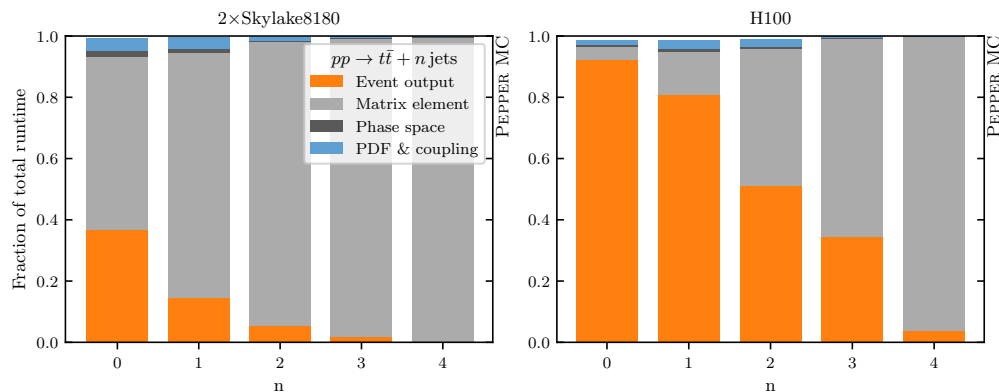 2×Skylake8180
H100
pp → tt̄ + n jets
Event output
Matrix element
Phase space
PDF & coupling
Fraction of total runtime
1.0
0.8
0.6
0.4
0.2
0.0
0 1 2 3 4
n
PEPPER MC
1.0
0.8
0.6
0.4
0.2
0.0
0 1 2 3 4
n
PEPPER MC